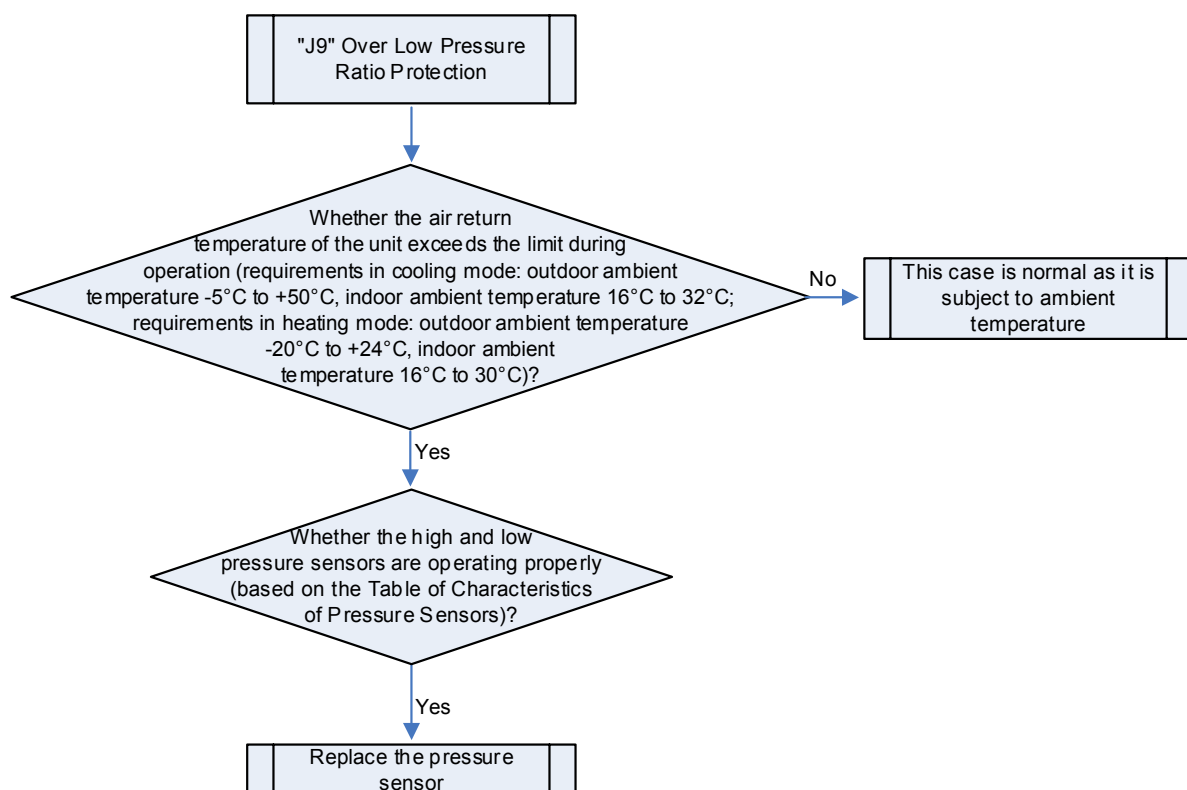 "J9" Over Low Pressure
Ratio Protection
Whether the air return
temperature of the unit exceeds the limit during
operation (requirements in cooling mode: outdoor ambient
temperature -5°C to +50°C, indoor ambient temperature 16°C to 32°C;
requirements in heating mode: outdoor ambient temperature
-20°C to +24°C, indoor ambient
temperature 16°C to 30°C)?
No
This case is normal as it is
subject to ambient
temperature
Yes
Whether the high and low
pressure sensors are operating properly
(based on the Table of Characteristics
of Pressure Sensors)?
Yes
Replace the pressure
sensor